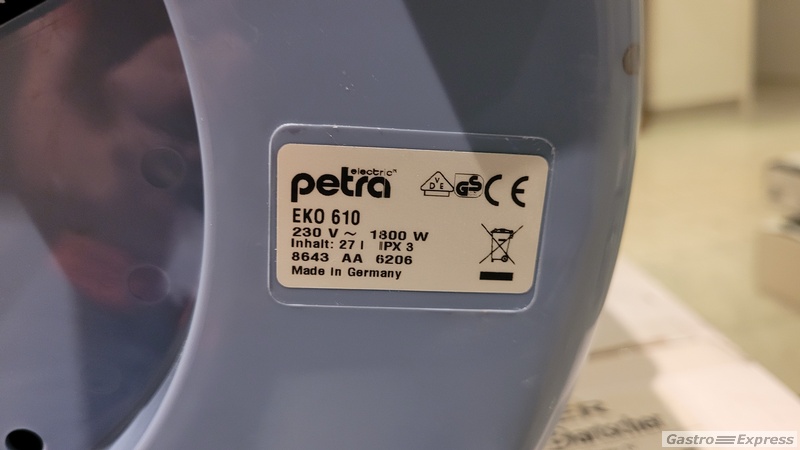 petra electric™
VDE GS CE
EKO 610
230 V ~ 1800 W
Inhalt: 27 l IPX 3
8643 AA 6206
Made in Germany
Gastro Express